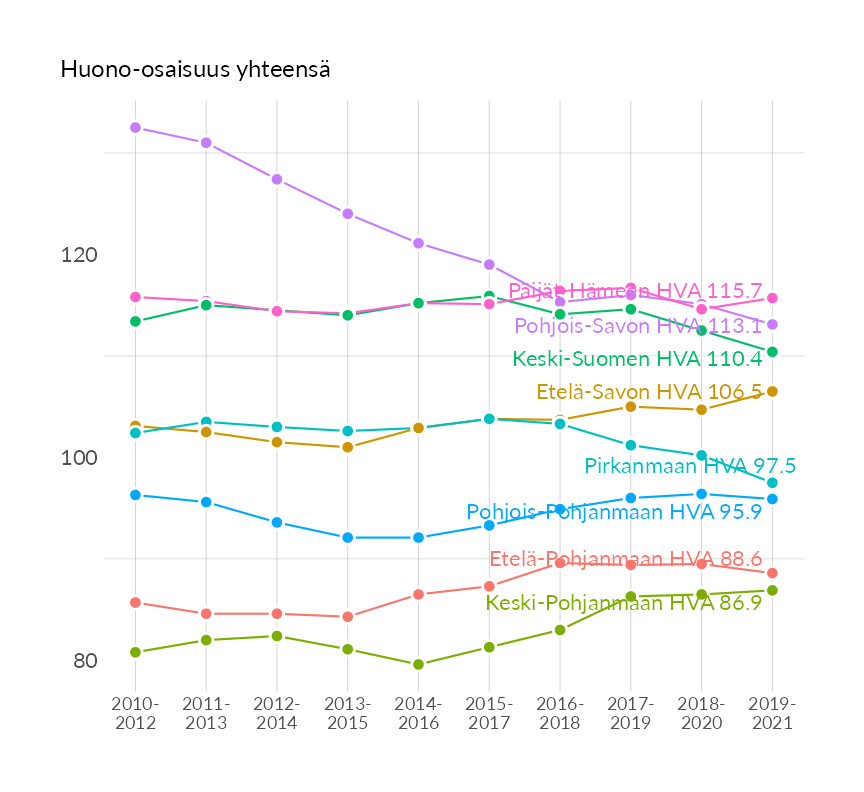 Huono-osaisuus yhteensä
120
Päijät-Hämeen HVA 115.7
Pohjois-Savon HVA 113.1
Keski-Suomen HVA 110.4
Etelä-Savon HVA 106.5
100
Pirkanmaan HVA 97.5
Pohjois-Pohjanmaan HVA 95.9
Etelä-Pohjanmaan HVA 88.6
Keski-Pohjanmaan HVA 86.9
80
2010-
2012
2011-
2013
2012-
2014
2013-
2015
2014-
2016
2015-
2017
2016-
2018
2017-
2019
2018-
2020
2019-
2021